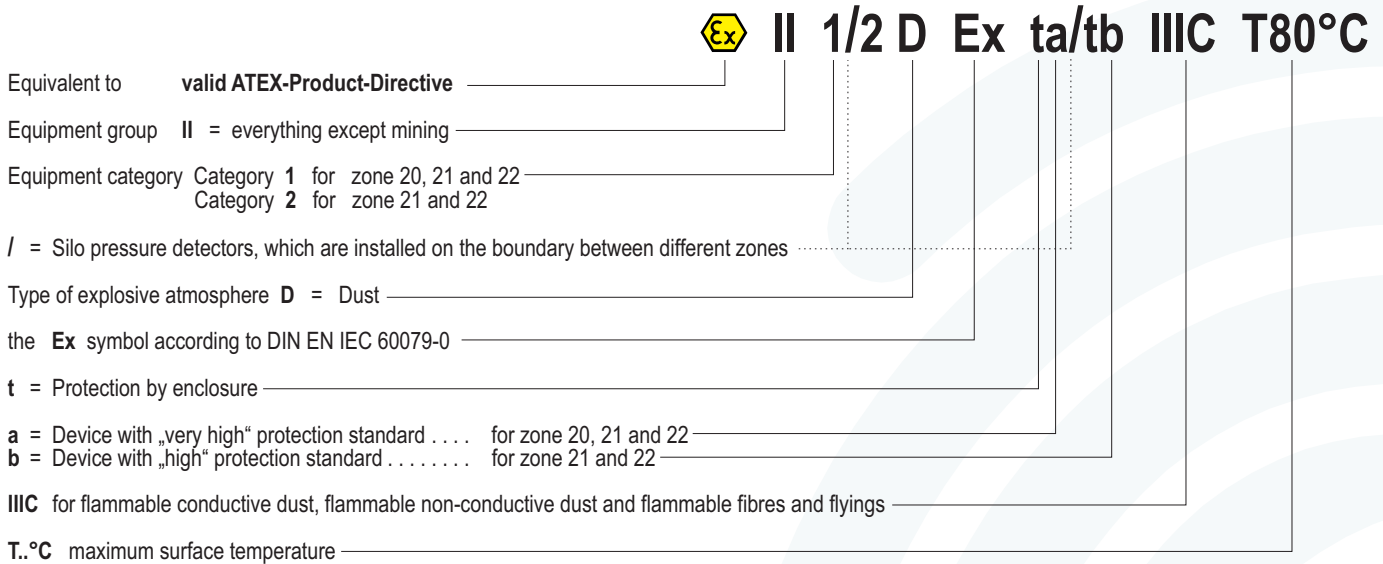 Ex II 1/2 D Ex ta/tb IIIC T80°C
Equivalent to valid ATEX-Product-Directive
Equipment group II = everything except mining
Equipment category Category 1 for zone 20, 21 and 22
Category 2 for zone 21 and 22
/ = Silo pressure detectors, which are installed on the boundary between different zones
Type of explosive atmosphere D = Dust
the Ex symbol according to DIN EN IEC 60079-0
t = Protection by enclosure
a = Device with „very high“ protection standard . . . . for zone 20, 21 and 22
b = Device with „high“ protection standard . . . . . . . . for zone 21 and 22
IIIC for flammable conductive dust, flammable non-conductive dust and flammable fibres and flyings
T..°C maximum surface temperature